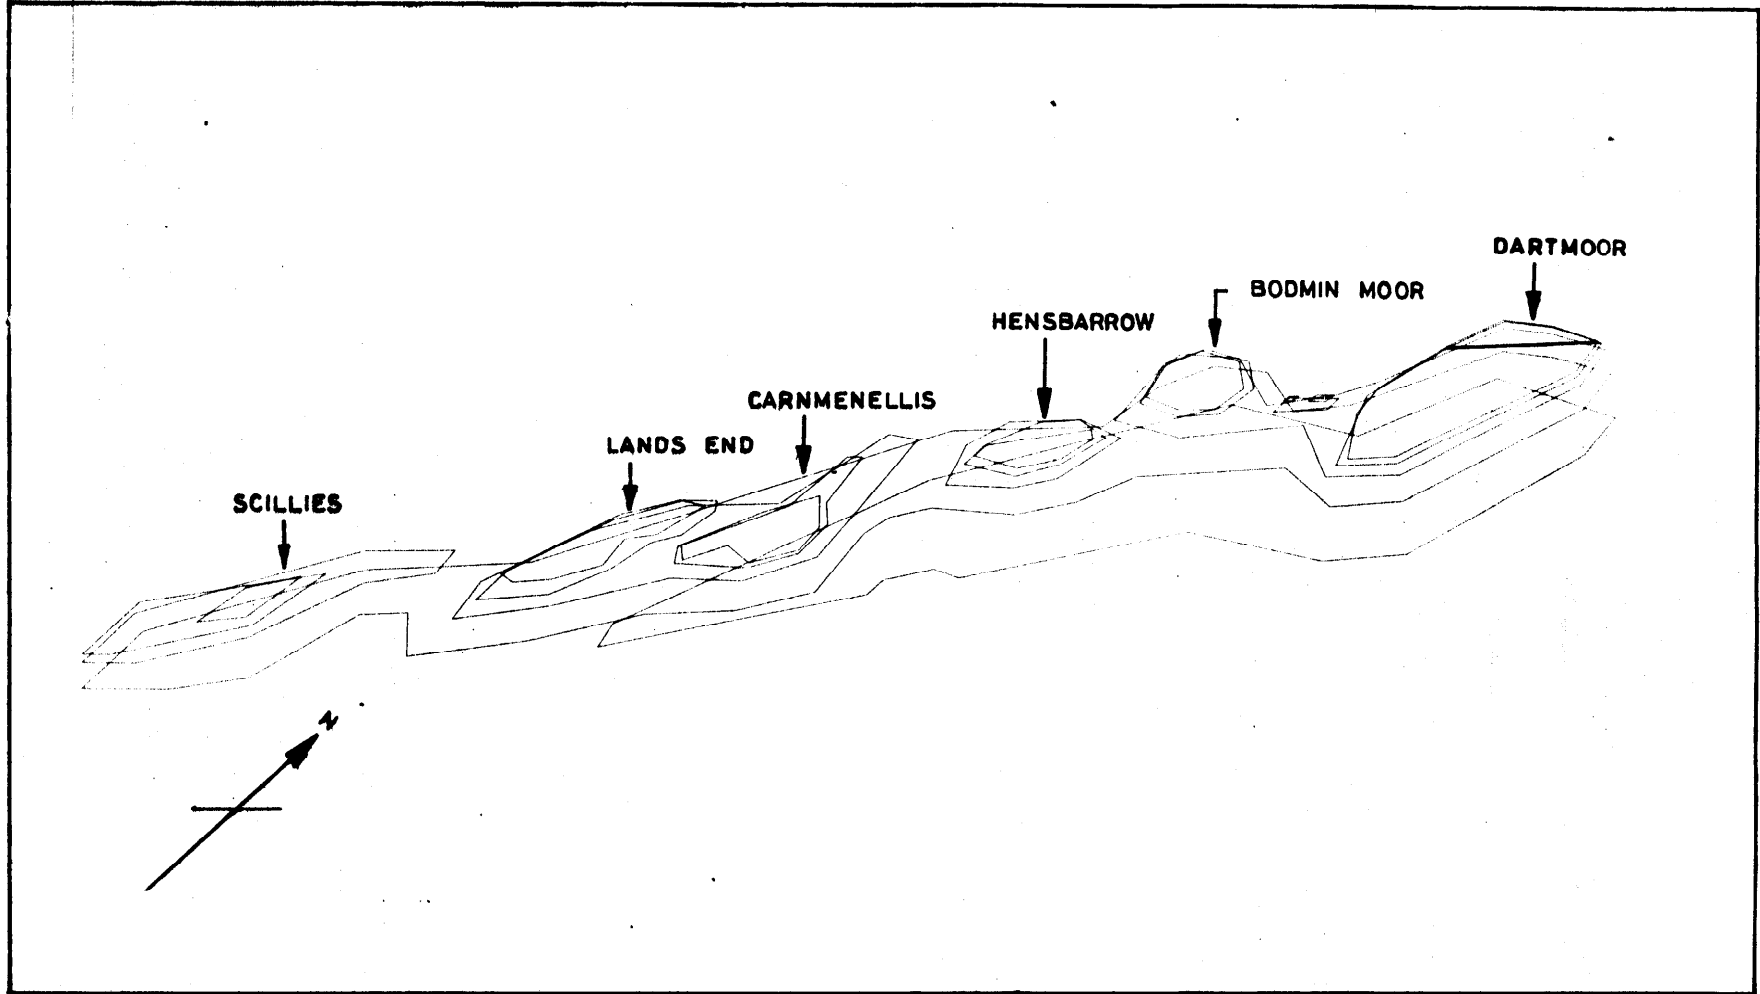 DARTMOOR
BODMIN MOOR
HENSBARROW
CARNMENELLIS
LANDS END
SCILLIES
N